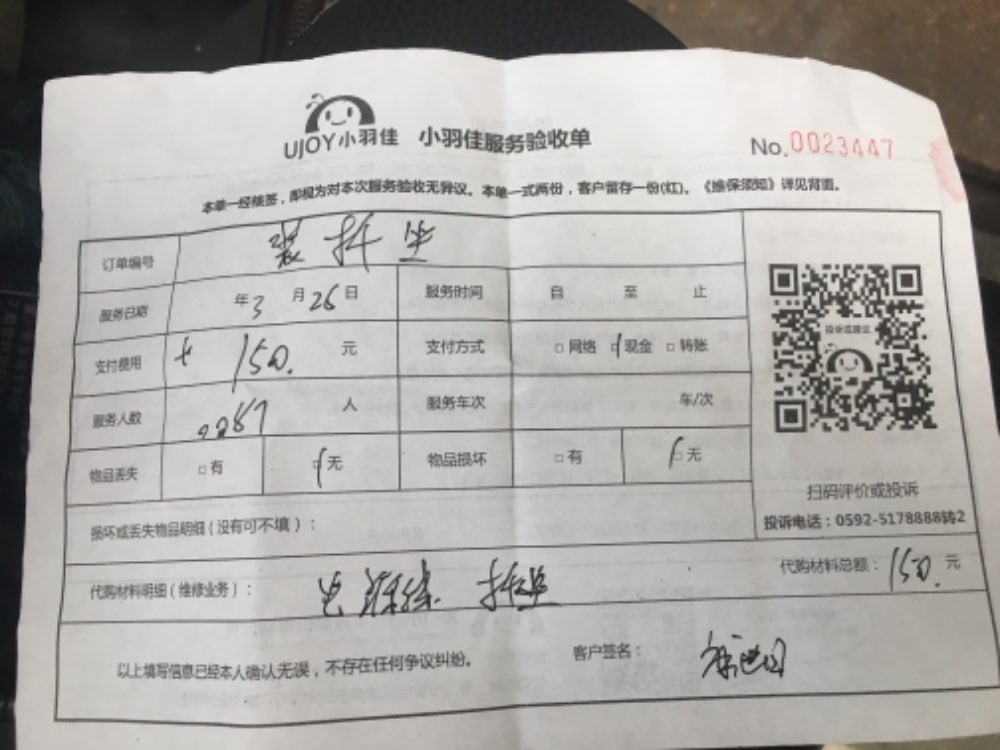 UJOY小羽佳 小羽佳服务验收单
No.0023447
本单一经核签，即视为对本次服务验收无异议。本单一式两份，客户留存一份(红)。《维保须知》详见背面。
订单编号
服务日期 年3月26日 服务时间 自 至 止
支付费用 150. 元 支付方式 □网络 □现金 □转账
投诉或建议
服务人数 人 服务车次 车/次
物品丢失 □有 □无 物品损坏 □有 □无
扫码评价或投诉
投诉电话：0592-5178888转2
损坏或丢失物品明细（没有可不填）：
代购材料明细（维修业务）： 代购材料总额：150.元
以上填写信息已经本人确认无误，不存在任何争议纠纷。 客户签名：